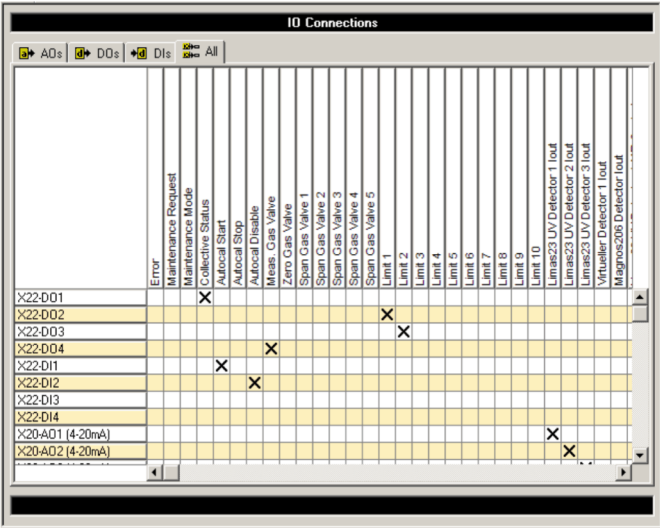 IO Connections
AOs DOs DIs All
Error
Maintenance Request
Maintenance Mode
Collective Status
Autocal Start
Autocal Stop
Autocal Disable
Meas. Gas Valve
Zero Gas Valve
Span Gas Valve 1
Span Gas Valve 2
Span Gas Valve 3
Span Gas Valve 4
Span Gas Valve 5
Limit 1
Limit 2
Limit 3
Limit 4
Limit 5
Limit 6
Limit 7
Limit 8
Limit 9
Limit 10
Limas23 UV Detector 1 Iout
Limas23 UV Detector 2 Iout
Limas23 UV Detector 3 Iout
Virtueller Detector 1 Iout
Magnos206 Detector Iout
X22-DO1
X22-DO2
X22-DO3
X22-DO4
X22-DI1
X22-DI2
X22-DI3
X22-DI4
X20-AO1 (4-20mA)
X20-AO2 (4-20mA)